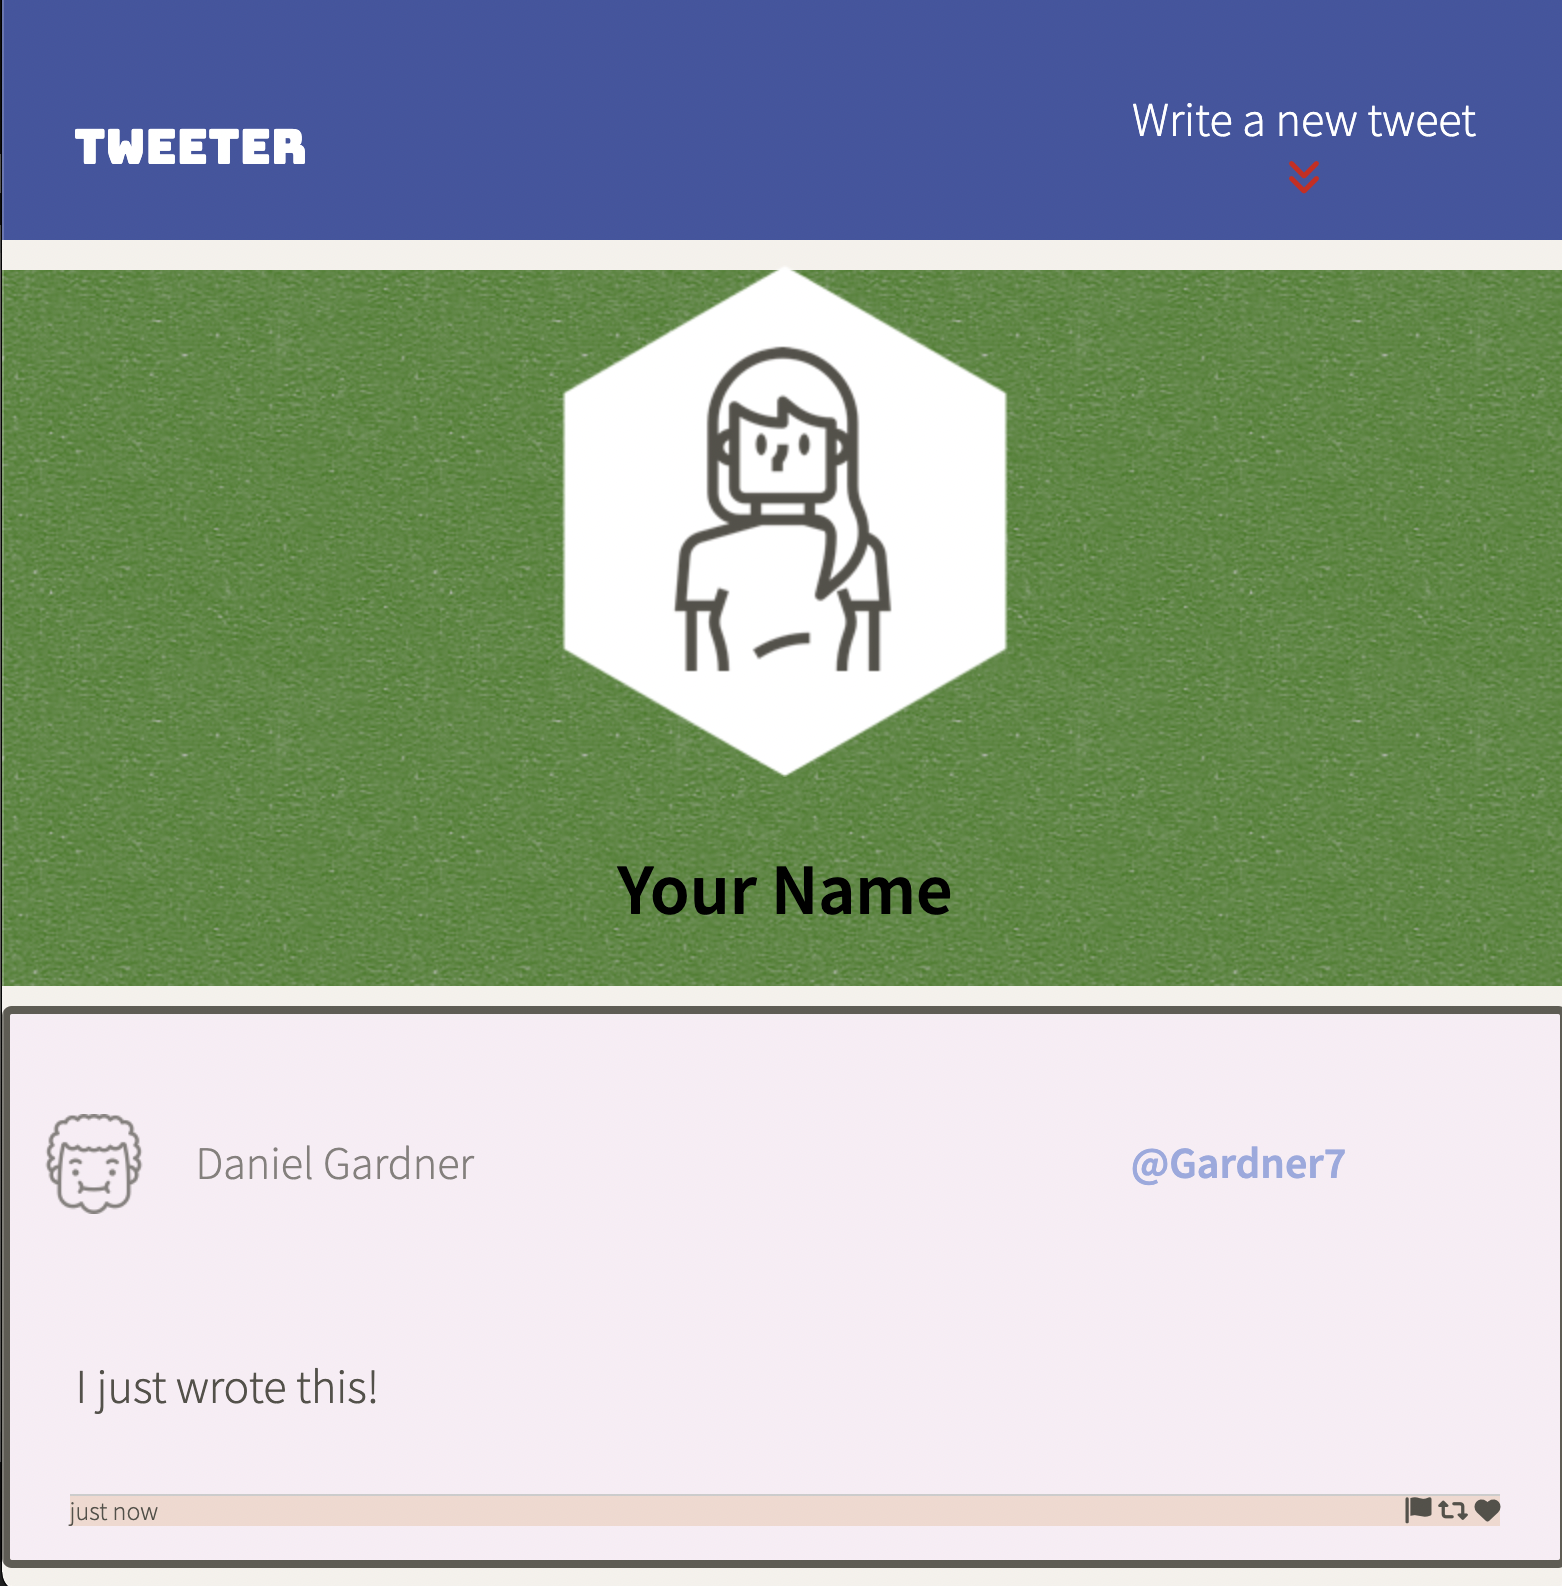 TWEETER
Write a new tweet
Your Name
Daniel Gardner
@Gardner7
I just wrote this!
just now